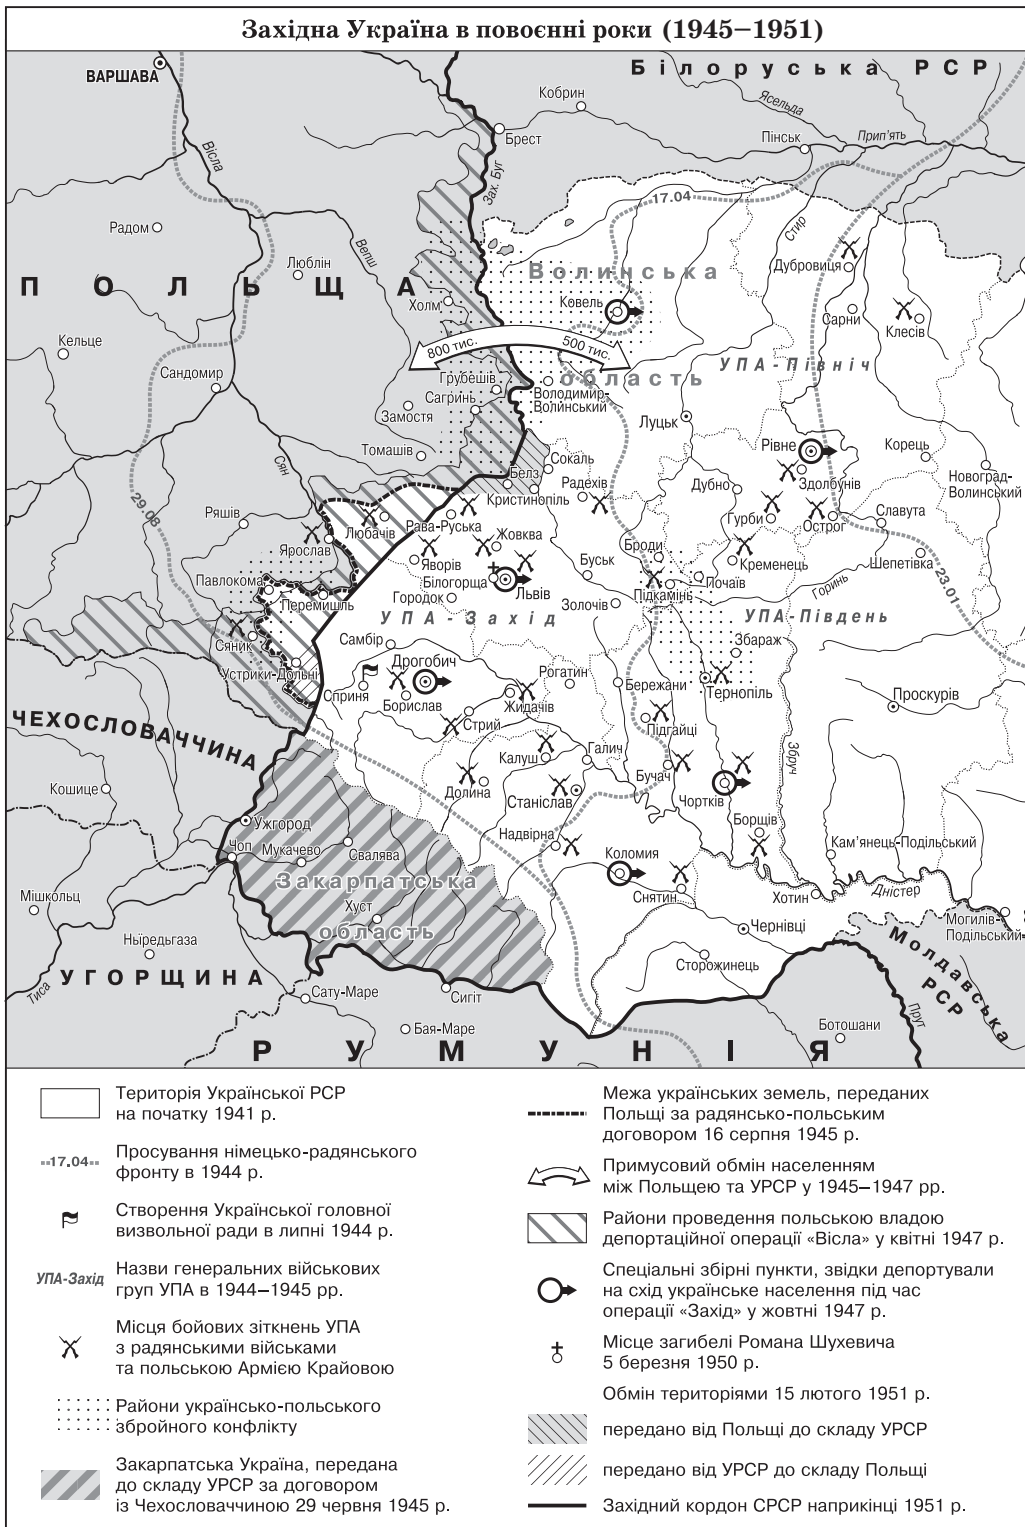 Західна Україна в повоєнні роки (1945–1951)
ВАРШАВА
Білоруська РСР
Кобрин
Ясельда
Брест
Пінськ
Прип'ять
Вісла
Зах. Буг
17.04
Стир
Радом
Люблін
Вепш
Дубровиця
Волинська
ПОЛЬЩА
Холм
Ковель
Сарни
Клесів
Кельце
800 тис.
500 тис.
УПА-Північ
Сандомир
Грубешів
область
Сагринь
Володимир-
Волинський
Замостя
Луцьк
Томашів
Рівне
Корець
Сян
Сокаль
Белз
Здолбунів
Новоград-
Волинський
Радехів
Дубно
Кристинопіль
29.08
Ряшів
Любачів
Рава-Руська
Гурби
Острог
Славута
Ярослав
Жовква
Броди
Кременець
Шепетівка
Яворів
Буськ
Павлокома
Білогорща
Львів
Почаїв
Горинь
23.01
Перемишль
Городок
Підкамінь
Золочів
УПА-Захід
УПА-Південь
Сяник
Самбір
Збараж
Устрики-Дольні
Дрогобич
Рогатин
Бережани
Тернопіль
Сприня
Борислав
Жидачів
Проскурів
ЧЕХОСЛОВАЧЧИНА
Стрий
Підгайці
Галич
Калуш
Збруч
Бучач
Кошице
Долина
Станіслав
Чортків
Ужгород
Надвірна
Борщів
Чоп
Мукачево
Свалява
Коломия
Кам'янець-Подільський
Закарпатська
Мішкольц
Снятин
Хотин
Дністер
Хуст
Могилів-
Подільський
область
Чернівці
Ньїредьгаза
Молдавська
РСР
УГОРЩИНА
Сторожинець
Тиса
Сату-Маре
Сигіт
Прут
Бая-Маре
Ботошани
РУМУНІЯ
Територія Української РСР
на початку 1941 р.
17.04
Просування німецько-радянського
фронту в 1944 р.
Створення Української головної
визвольної ради в липні 1944 р.
УПА-Захід
Назви генеральних військових
груп УПА в 1944–1945 рр.
Місця бойових зіткнень УПА
з радянськими військами
та польською Армією Крайовою
Райони українсько-польського
збройного конфлікту
Закарпатська Україна, передана
до складу УРСР за договором
із Чехословаччиною 29 червня 1945 р.
Межа українських земель, переданих
Польщі за радянсько-польським
договором 16 серпня 1945 р.
Примусовий обмін населенням
між Польщею та УРСР у 1945–1947 рр.
Райони проведення польською владою
депортаційної операції «Вісла» у квітні 1947 р.
Спеціальні збірні пункти, звідки депортували
на схід українське населення під час
операції «Захід» у жовтні 1947 р.
Місце загибелі Романа Шухевича
5 березня 1950 р.
Обмін територіями 15 лютого 1951 р.
передано від Польщі до складу УРСР
передано від УРСР до складу Польщі
Західний кордон СРСР наприкінці 1951 р.